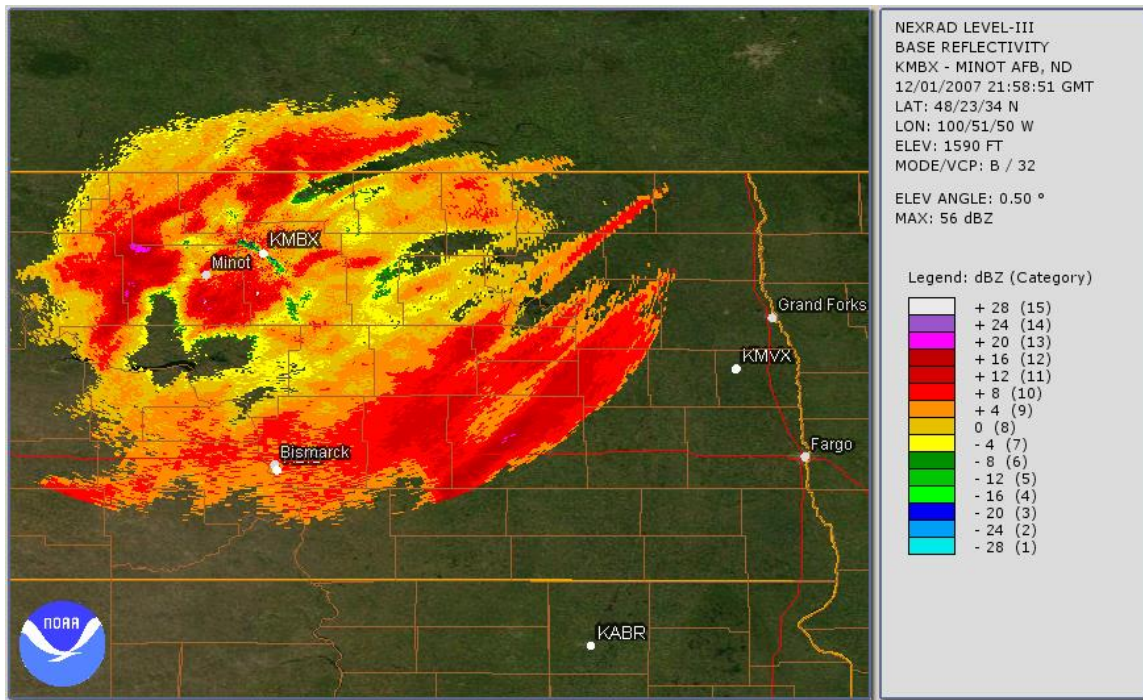 NEXRAD LEVEL-III
BASE REFLECTIVITY
KMBX - MINOT AFB, ND
12/01/2007 21:58:51 GMT
LAT: 48/23/34 N
LON: 100/51/50 W
ELEV: 1590 FT
MODE/VCP: B / 32
ELEV ANGLE: 0.50 °
MAX: 56 dBZ
Legend: dBZ (Category)
+ 28 (15)
+ 24 (14)
+ 20 (13)
+ 16 (12)
+ 12 (11)
+ 8 (10)
+ 4 (9)
0 (8)
- 4 (7)
- 8 (6)
- 12 (5)
- 16 (4)
- 20 (3)
- 24 (2)
- 28 (1)
KMBX
Minot
Grand Forks
KMVX
Fargo
Bismarck
KABR
NOAA